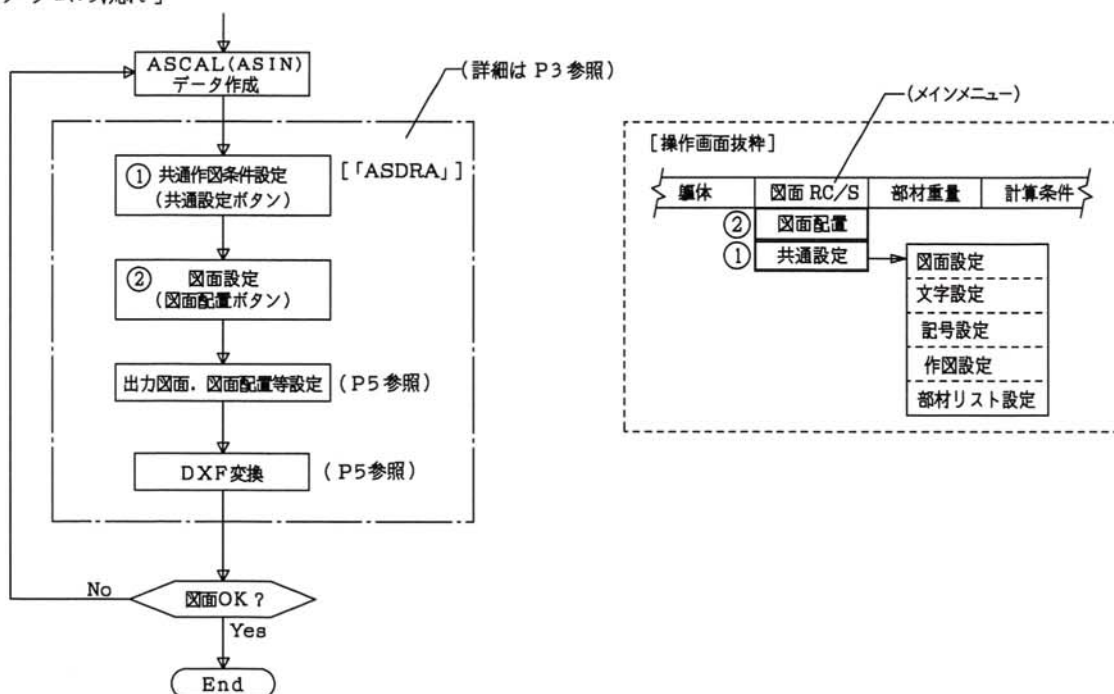 ASCAL(ASIN)
データ作成
(詳細は P3 参照)
① 共通作図条件設定
(共通設定ボタン)
[「ASDRA」]
② 図面設定
(図面配置ボタン)
出力図面．図面配置等設定
(P5参照)
DXF変換
(P5参照)
No
図面OK？
Yes
End
(メインメニュー)
[操作画面抜粋]
躯体 図面 RC/S 部材重量 計算条件
② 図面配置
① 共通設定
図面設定
文字設定
記号設定
作図設定
部材リスト設定